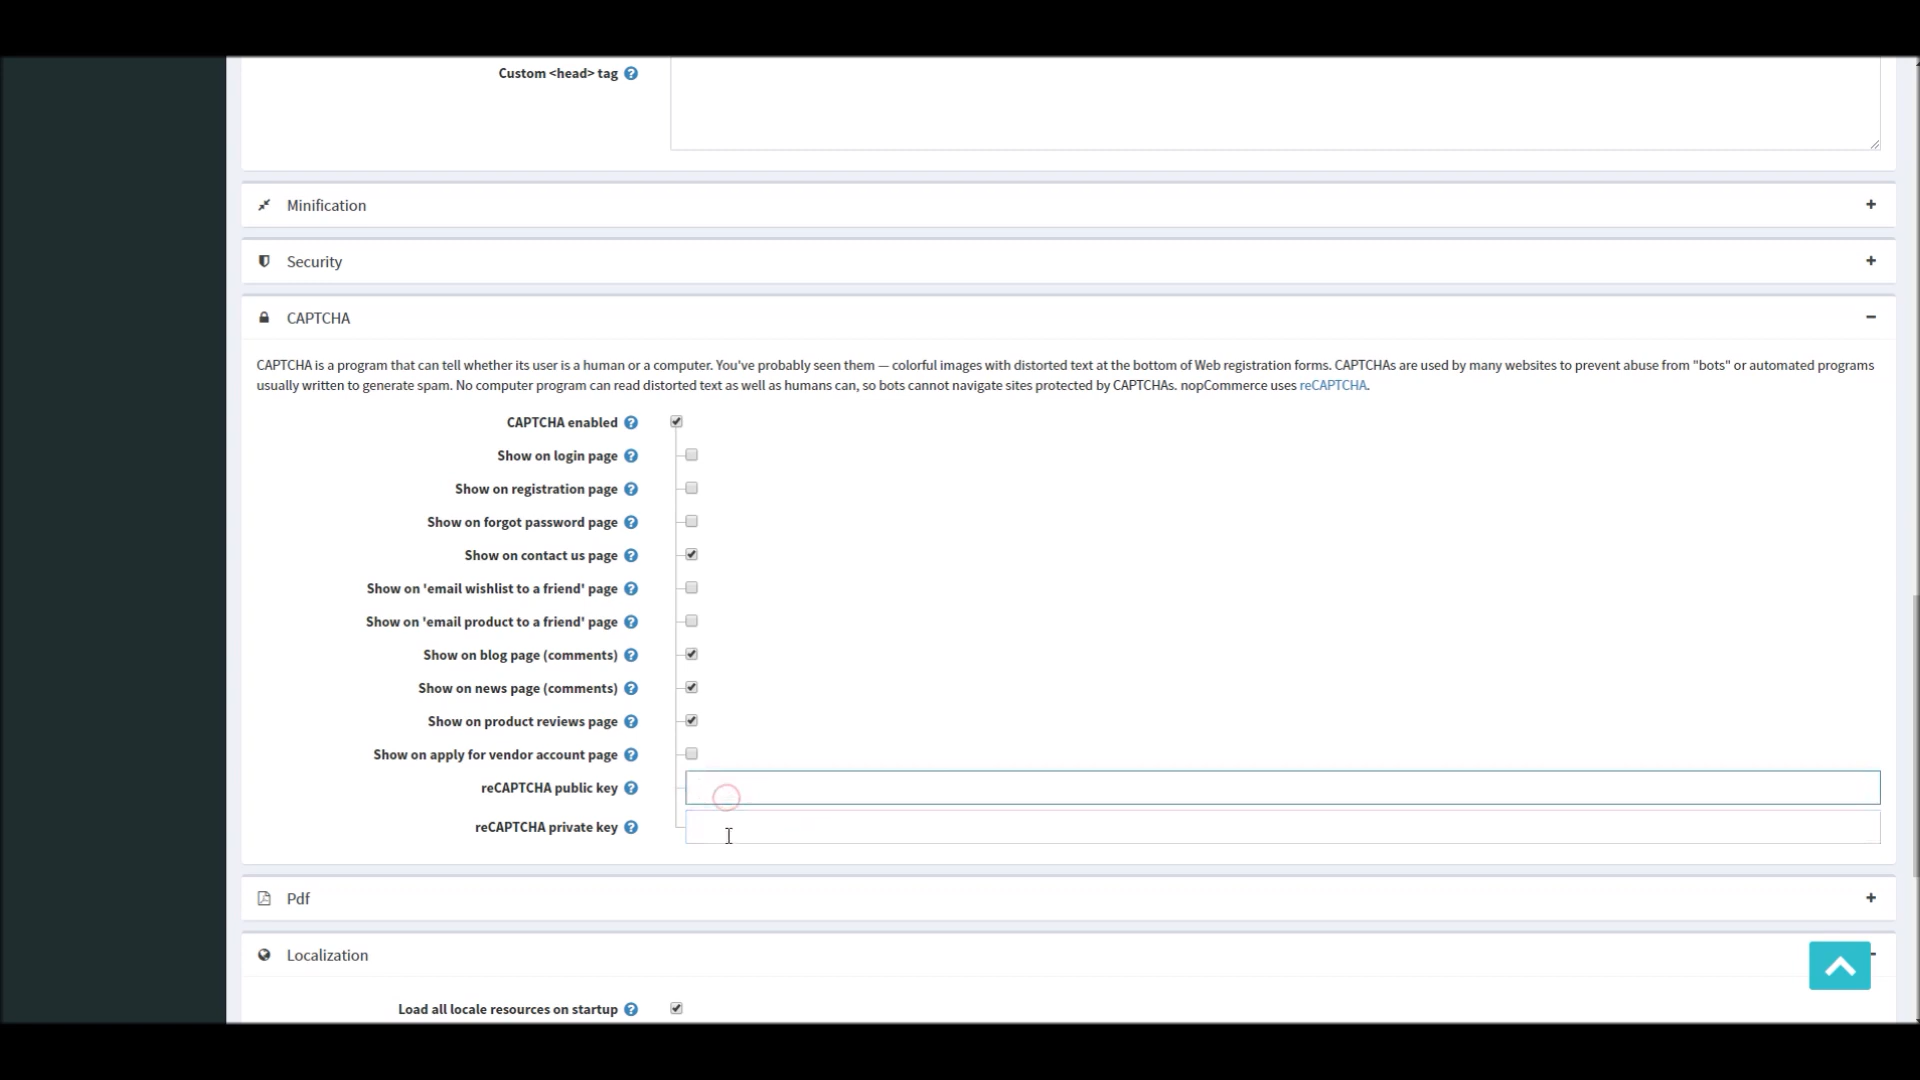 Custom <head> tag
Minification
Security
CAPTCHA
CAPTCHA is a program that can tell whether its user is a human or a computer. You've probably seen them — colorful images with distorted text at the bottom of Web registration forms. CAPTCHAs are used by many websites to prevent abuse from "bots" or automated programs
usually written to generate spam. No computer program can read distorted text as well as humans can, so bots cannot navigate sites protected by CAPTCHAs. nopCommerce uses reCAPTCHA.
CAPTCHA enabled
Show on login page
Show on registration page
Show on forgot password page
Show on contact us page
Show on 'email wishlist to a friend' page
Show on 'email product to a friend' page
Show on blog page (comments)
Show on news page (comments)
Show on product reviews page
Show on apply for vendor account page
reCAPTCHA public key
reCAPTCHA private key
Pdf
Localization
Load all locale resources on startup